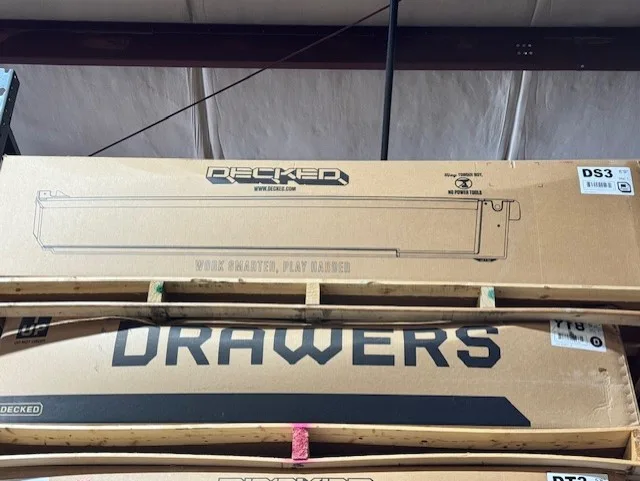 DECKED
WWW.DECKED.COM
NO POWER TOOLS
DS3
WORK SMARTER, PLAY HARDER
DRAWERS
YT8
D
DECKED